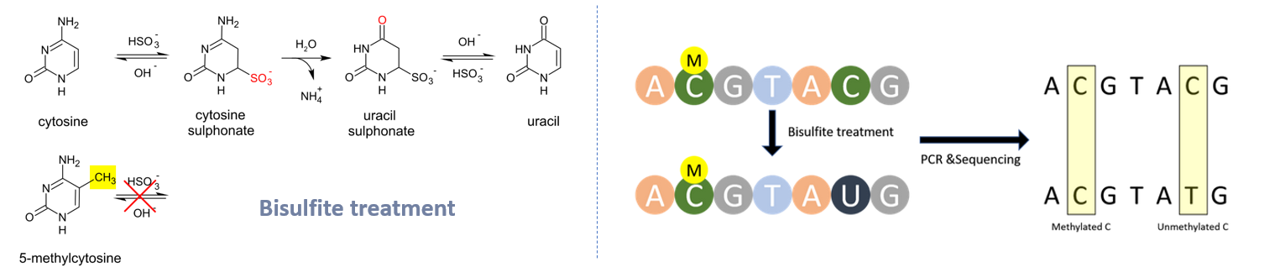 NH₂
N
O
N
H
cytosine
HSO₃⁻
OH⁻
NH₂
N
O
N
H
SO₃⁻
cytosine
sulphonate
H₂O
NH₄⁺
O
HN
O
N
H
SO₃⁻
uracil
sulphonate
OH⁻
HSO₃⁻
O
HN
O
N
H
uracil
NH₂
N
CH₃
O
N
H
5-methylcytosine
HSO₃⁻
OH⁻
Bisulfite treatment
M
A C G T A C G
Bisulfite treatment
M
A C G T A U G
PCR &Sequencing
A C G T A C G
A C G T A T G
Methylated C
Unmethylated C